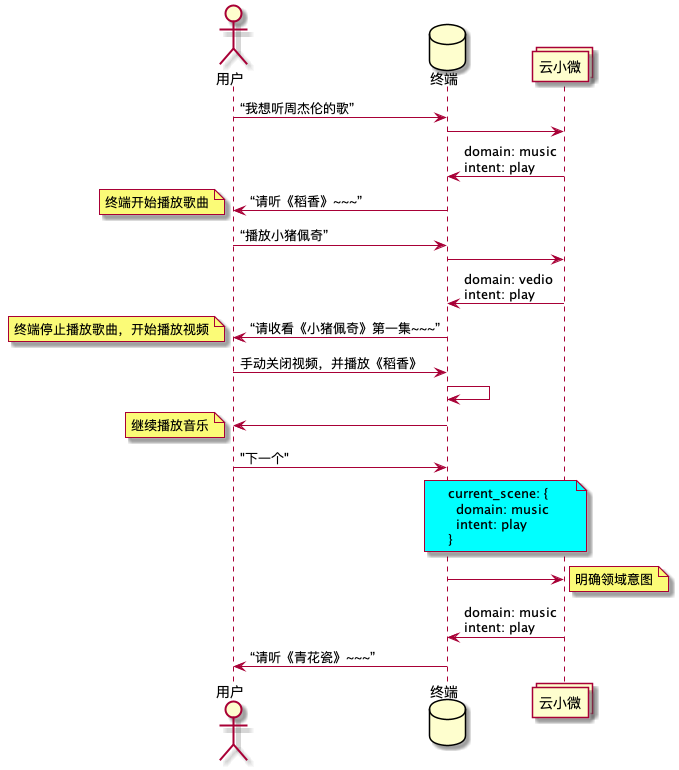 用户
终端
云小微
“我想听周杰伦的歌”
domain: music
intent: play
终端开始播放歌曲
“请听《稻香》~~~”
“播放小猪佩奇”
domain: vedio
intent: play
终端停止播放歌曲，开始播放视频
“请收看《小猪佩奇》第一集~~~”
手动关闭视频，并播放《稻香》
继续播放音乐
"下一个"
current_scene: {
domain: music
intent: play
}
明确领域意图
domain: music
intent: play
“请听《青花瓷》~~~”
用户
终端
云小微